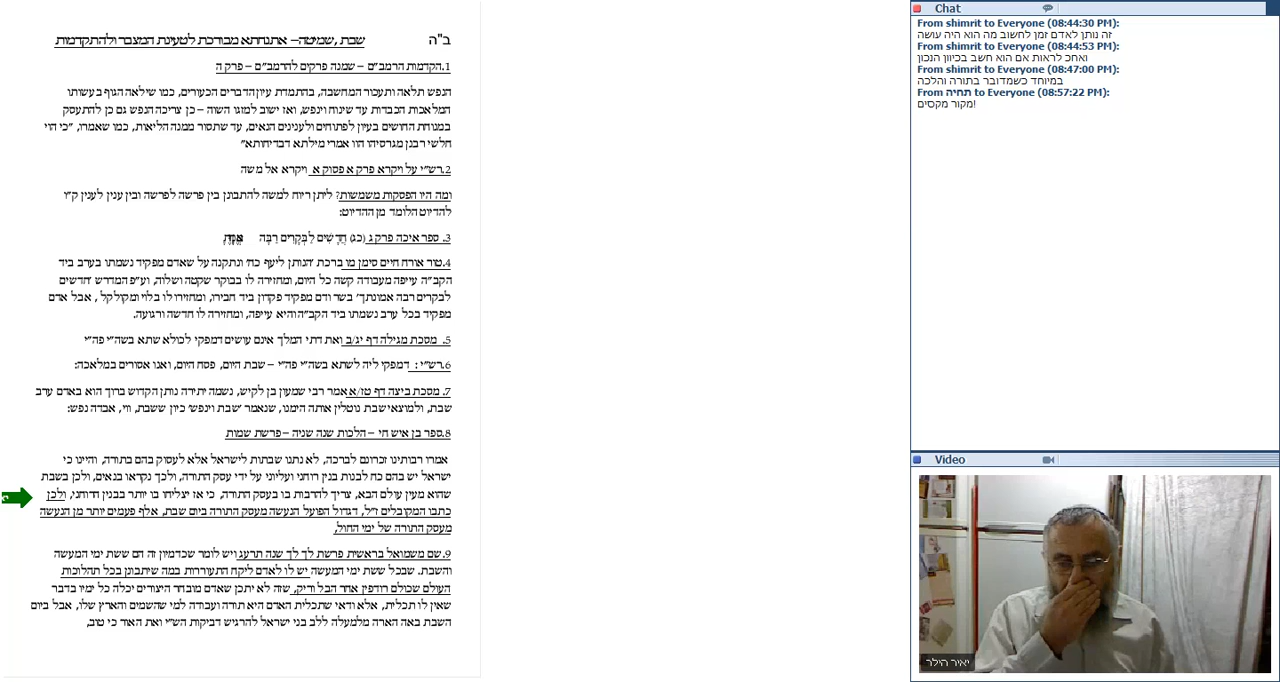 ב"ה
שבת ,שמיטה– אתנחתא מבורכת לטעינת המצבר ולהתקדמות
1.הקדמות הרמב"ם – שמנה פרקים להרמב"ם – פרק ה
הנפש תלאה ותעכור המחשבה, בהתמדת עיון הדברים הכעורים, כמו שילאה הגוף בעשותו
המלאכות הכבדות עד שינוח וינפש, ואז ישוב למזגו השוה – כן צריכה הנפש גם כן להתעסק
במנוחת החושים בעיון לפתוחים ולענינים הנאים, עד שתסור ממנה הליאות, כמו שאמרו, "כי הוי
חלשי רבנן מגרסיהו הוו אמרי מילתא דבדיחותא"
2.רש"י על ויקרא פרק א פסוק א ויקרא אל משה
ומה היו הפסקות משמשות? ליתן ריוח למשה להתבונן בין פרשה לפרשה ובין ענין לענין ק"ו
להדיוט הלומד מן ההדיוט:
3. ספר איכה פרק ג (כג) חֲדָשִׁים לַבְּקָרִים רַבָּה
4.טור אורח חיים סימן מו ברכת 'הנותן ליעף כח' ונתקנה על שאדם מפקיד נשמתו בערב ביד
הקב"ה עייפה מעבודה קשה כל היום, ומחזירה לו בבוקר שקטה ושלוה, וע"פ המדרש 'חדשים
לבקרים רבה אמונתך' בשר ודם מפקיד פקדון ביד חבירו, ומחזירו לו בלוי ומקולקל , אבל אדם
מפקיד בכל ערב נשמתו ביד הקב"ה והיא עייפה, ומחזירה לו חדשה ורגועה.
5. מסכת מגילה דף יג/ב ואת דתי המלך אינם עושים דמפקי לכולא שתא בשה"י פה"י
6.רש"י : דמפקי ליה לשתא בשה"י פה"י – שבת היום, פסח היום, ואנו אסורים במלאכה:
7. מסכת ביצה דף טז/א אמר רבי שמעון בן לקיש, נשמה יתירה נותן הקדוש ברוך הוא באדם ערב
שבת, ולמוצאי שבת נוטלין אותה הימנו, שנאמר 'שבת וינפש' כיון ששבת, ווי, אבדה נפש:
8.ספר בן איש חי – הלכות שנה שניה – פרשת שמות
אמרו רבותינו זכרונם לברכה, לא נתנו שבתות לישראל אלא לעסוק בהם בתורה, והיינו כי
ישראל יש בהם כח לבנות בנין רוחני ועליוני על ידי עסק התורה, ולכך נקראו בנאים, ולכן בשבת
שהוא מעין עולם הבא, צריך להרבות בו בעסק התורה, כי אז יצליחו בו יותר בבנין הרוחני, ולכן
כתבו המקובלים ז"ל, דגדול הפועל הנעשה מעסק התורה ביום שבת, אלף פעמים יותר מן הנעשה
מעסק התורה של ימי החול,
9.שם משמואל בראשית פרשת לך לך שנה תרעג ויש לומר שכדמיון זה הם ששת ימי המעשה
והשבת. שבכל ששת ימי המעשה יש לו לאדם ליקח התעוררות במה שיתבונן בכל תהלוכות
העולם שכולם רודפין אחר הבל וריק, שזה לא יתכן שאדם מובחר היצורים יכלה כל ימיו בדבר
שאין לו תכלית, אלא ודאי שתכלית האדם היא תורה ועבודה למי שהשמים והארץ שלו, אבל ביום
השבת באה הארה מלמעלה ללב בני ישראל להרגיש דביקות הש"י ואת האור כי טוב,
Chat
From shimrit to Everyone (08:44:30 PM):
זה נותן לאדם זמן לחשוב מה הוא היה עושה
From shimrit to Everyone (08:44:53 PM):
ואחכ לראות אם הוא חשב בכיוון הנכון
From shimrit to Everyone (08:47:00 PM):
במיוחד כשמדובר בתורה והלכה
From תחיה to Everyone (08:57:22 PM):
מקור מקסים!
Video
יאיר הילר